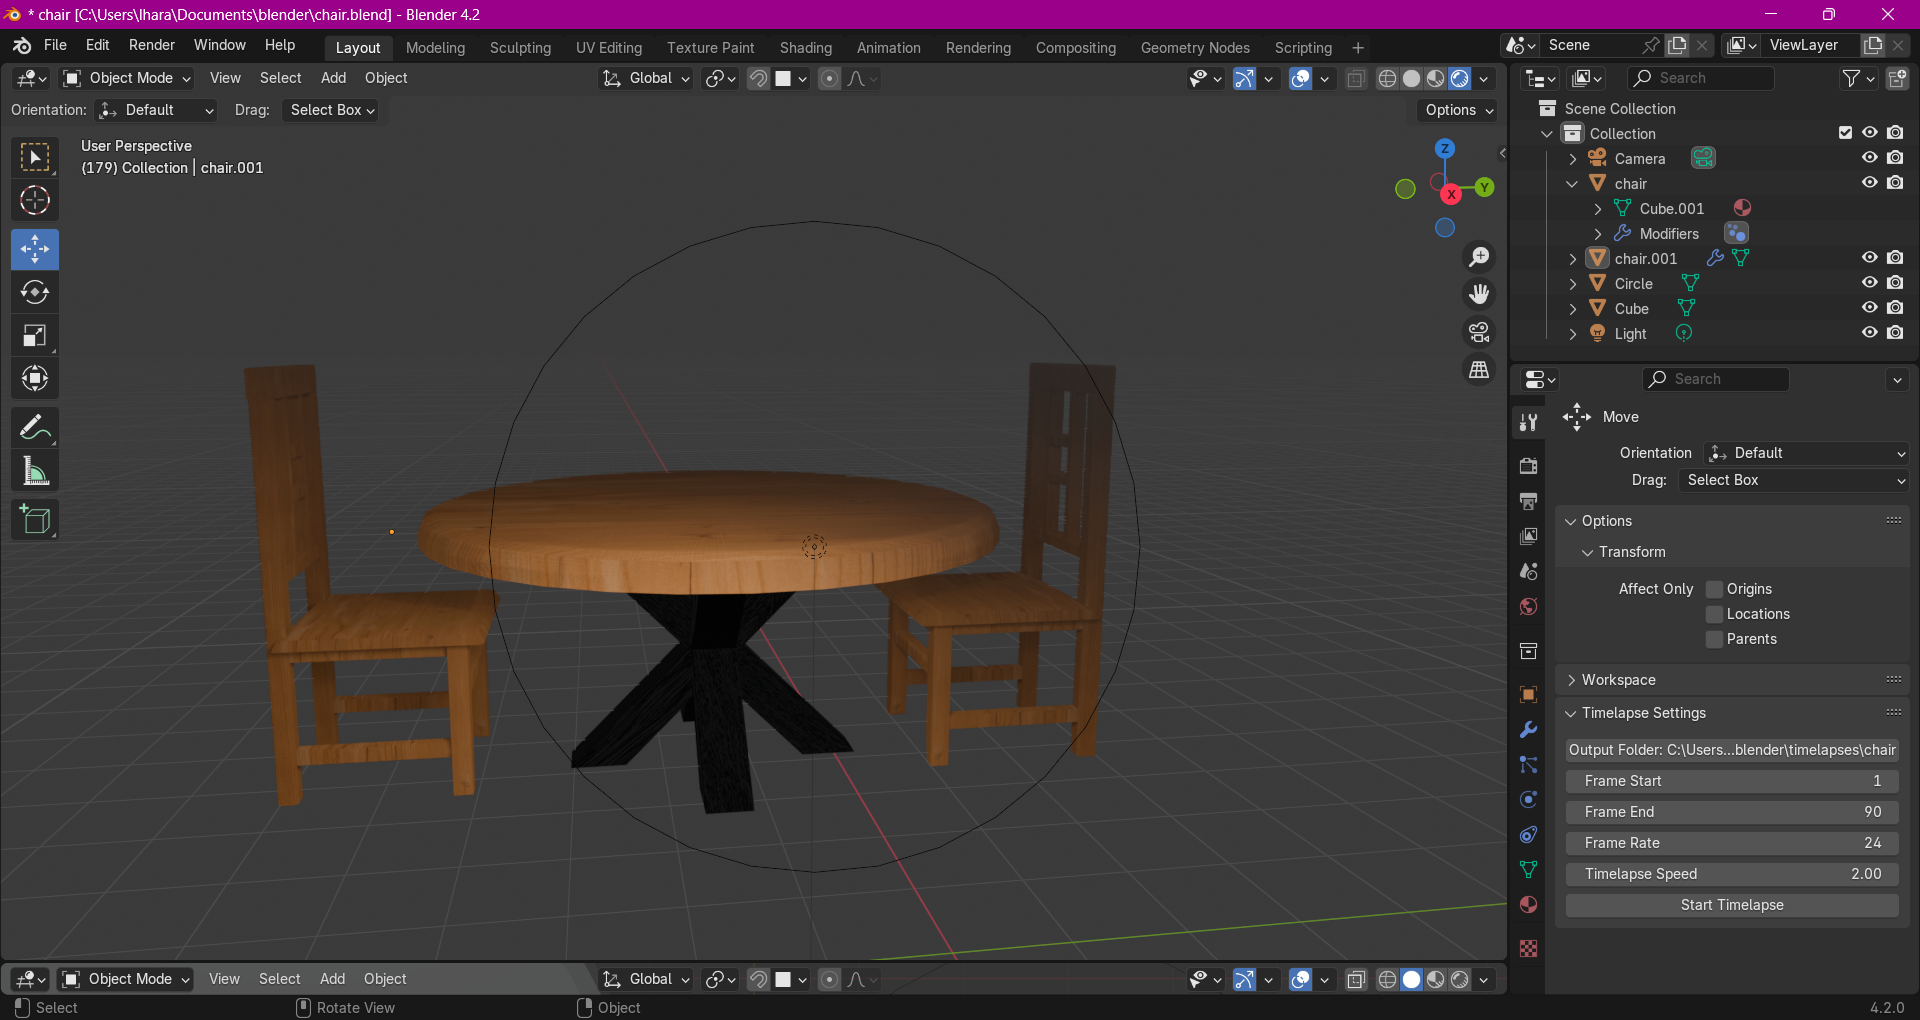 * chair [C:\Users\lhara\Documents\blender\chair.blend] - Blender 4.2
File Edit Render Window Help Layout Modeling Sculpting UV Editing Texture Paint Shading Animation Rendering Compositing Geometry Nodes Scripting + Scene ViewLayer
Object Mode View Select Add Object Global Search
Orientation: Default Drag: Select Box Options
User Perspective
(179) Collection | chair.001
Z
Y
X
Scene Collection
Collection
Camera
chair
Cube.001
Modifiers
chair.001
Circle
Cube
Light
Search
Move
Orientation Default
Drag: Select Box
Options
Transform
Affect Only Origins
Locations
Parents
Workspace
Timelapse Settings
Output Folder: C:\Users...blender\timelapses\chair
Frame Start 1
Frame End 90
Frame Rate 24
Timelapse Speed 2.00
Start Timelapse
Object Mode View Select Add Object Global
Select Rotate View Object 4.2.0